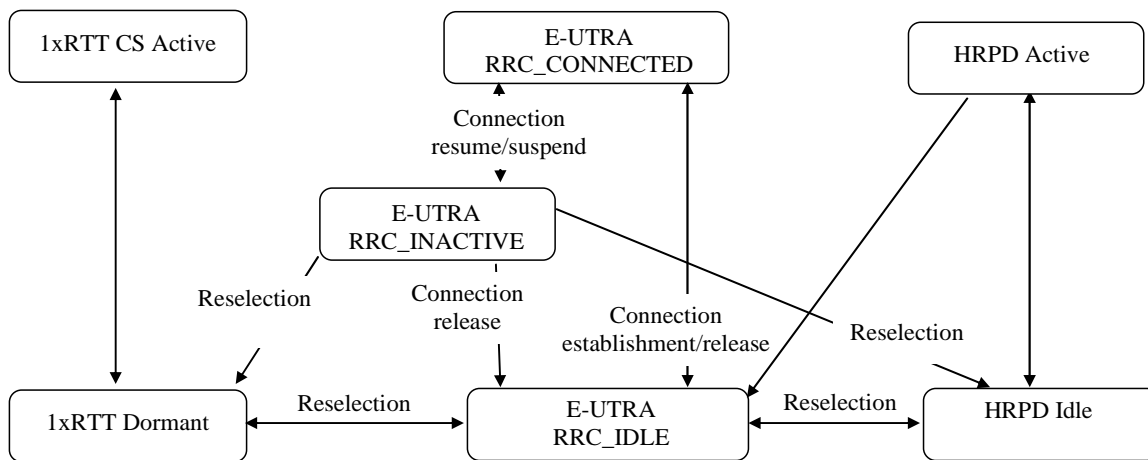 1xRTT CS Active
E-UTRA
RRC_CONNECTED
HRPD Active
Connection
resume/suspend
E-UTRA
RRC_INACTIVE
Reselection
Connection
release
Connection
establishment/release
Reselection
1xRTT Dormant
Reselection
E-UTRA
RRC_IDLE
Reselection
HRPD Idle